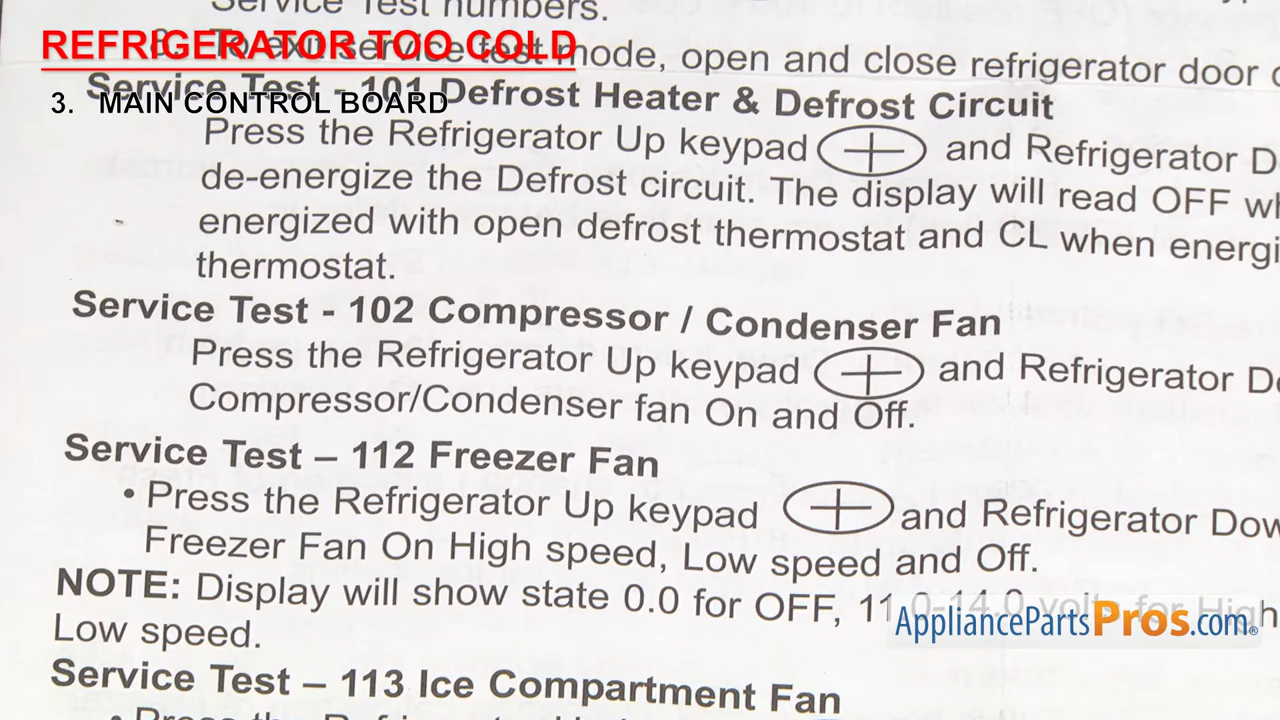 Service Test numbers.
REFRIGERATOR TOO COLD
8. To exit service test mode, open and close refrigerator door
Service Test - 101 Defrost Heater & Defrost Circuit
3. MAIN CONTROL BOARD
Press the Refrigerator Up keypad + and Refrigerator
de-energize the Defrost circuit. The display will read OFF
energized with open defrost thermostat and CL when
thermostat.
Service Test - 102 Compressor / Condenser Fan
Press the Refrigerator Up keypad + and Refrigerator
Compressor/Condenser fan On and Off.
Service Test – 112 Freezer Fan
• Press the Refrigerator Up keypad + and Refrigerator
Freezer Fan On High speed, Low speed and Off.
NOTE: Display will show state 0.0 for OFF, 11.0-14.0 volts for High
AppliancePartsPros.com®
Low speed.
Service Test – 113 Ice Compartment Fan